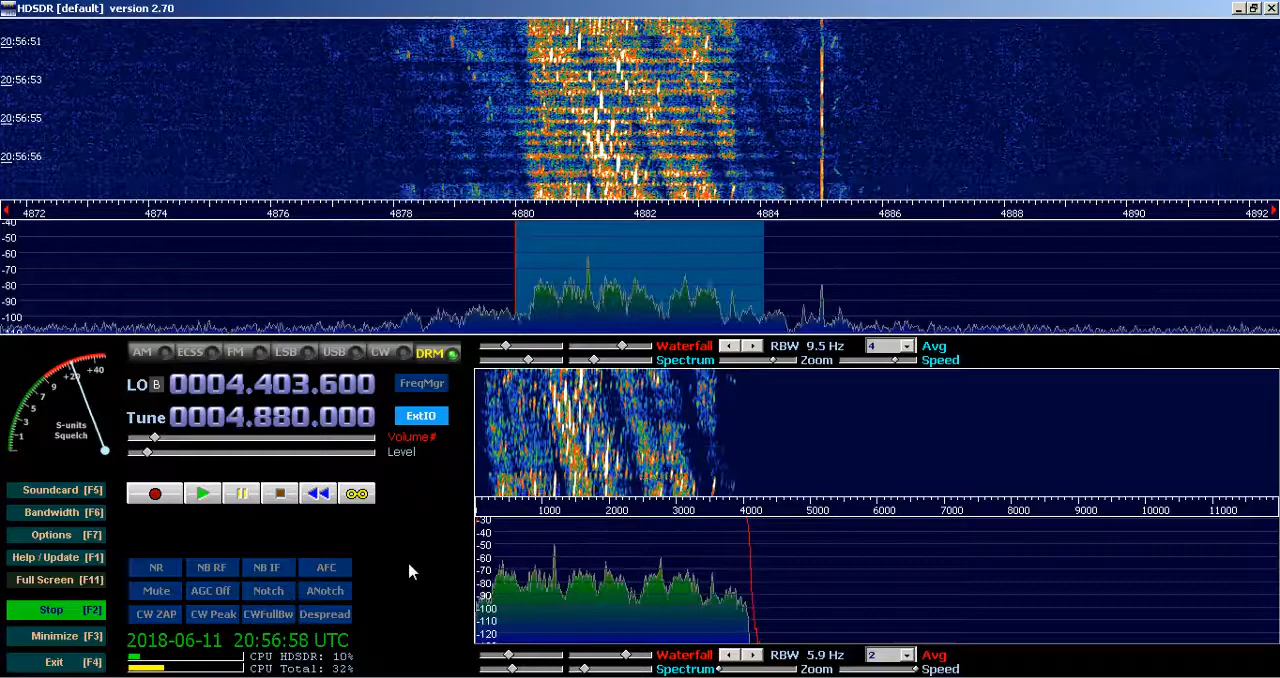 HDSDR [default] version 2.70
20:56:51
20:56:53
20:56:55
20:56:56
4872 4874 4876 4878 4880 4882 4884 4886 4888 4890 4892
-40
-50
-60
-70
-80
-90
-100
AM ECSS FM LSB USB CW DRM
Waterfall RBW 9.5 Hz 4 Avg
Spectrum Zoom Speed
LO B 0004.403.600 FreqMgr
Tune 0004.880.000 ExtIO
Volume#
Level
+20 +40
9
7
5
3
1
S-units
Squelch
Soundcard [F5]
Bandwidth [F6]
Options [F7]
Help / Update [F1]
Full Screen [F11]
Stop [F2]
Minimize [F3]
Exit [F4]
NR NB RF NB IF AFC
Mute AGC Off Notch ANotch
CW ZAP CW Peak CWFullBw Despread
2018-06-11 20:56:58 UTC
CPU HDSDR: 10%
CPU Total: 32%
1000 2000 3000 4000 5000 6000 7000 8000 9000 10000 11000
-30
-40
-50
-60
-70
-80
-90
-100
-110
-120
Waterfall RBW 5.9 Hz 2 Avg
Spectrum Zoom Speed